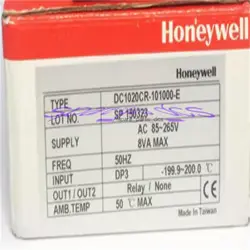 Honeywell
Honeywell
TYPE DC1020CR-101000-E
LOT NO. SP 150323
SUPPLY AC 85-265V
8VA MAX
FREQ 50HZ
INPUT DP3 -199.9~200.0 °C
OUT1 / OUT2 Relay / None
AMB.TEMP 50 °C MAX
Made In Taiwan